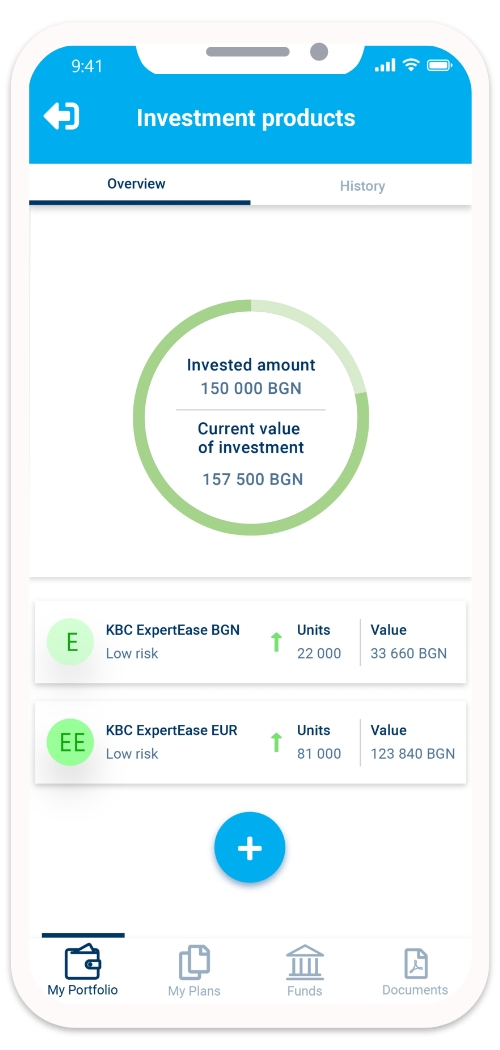 9:41
Investment products
Overview
History
Invested amount
150 000 BGN
Current value
of investment
157 500 BGN
E
KBC ExpertEase BGN
Low risk
Units
22 000
Value
33 660 BGN
EE
KBC ExpertEase EUR
Low risk
Units
81 000
Value
123 840 BGN
My Portfolio
My Plans
Funds
Documents